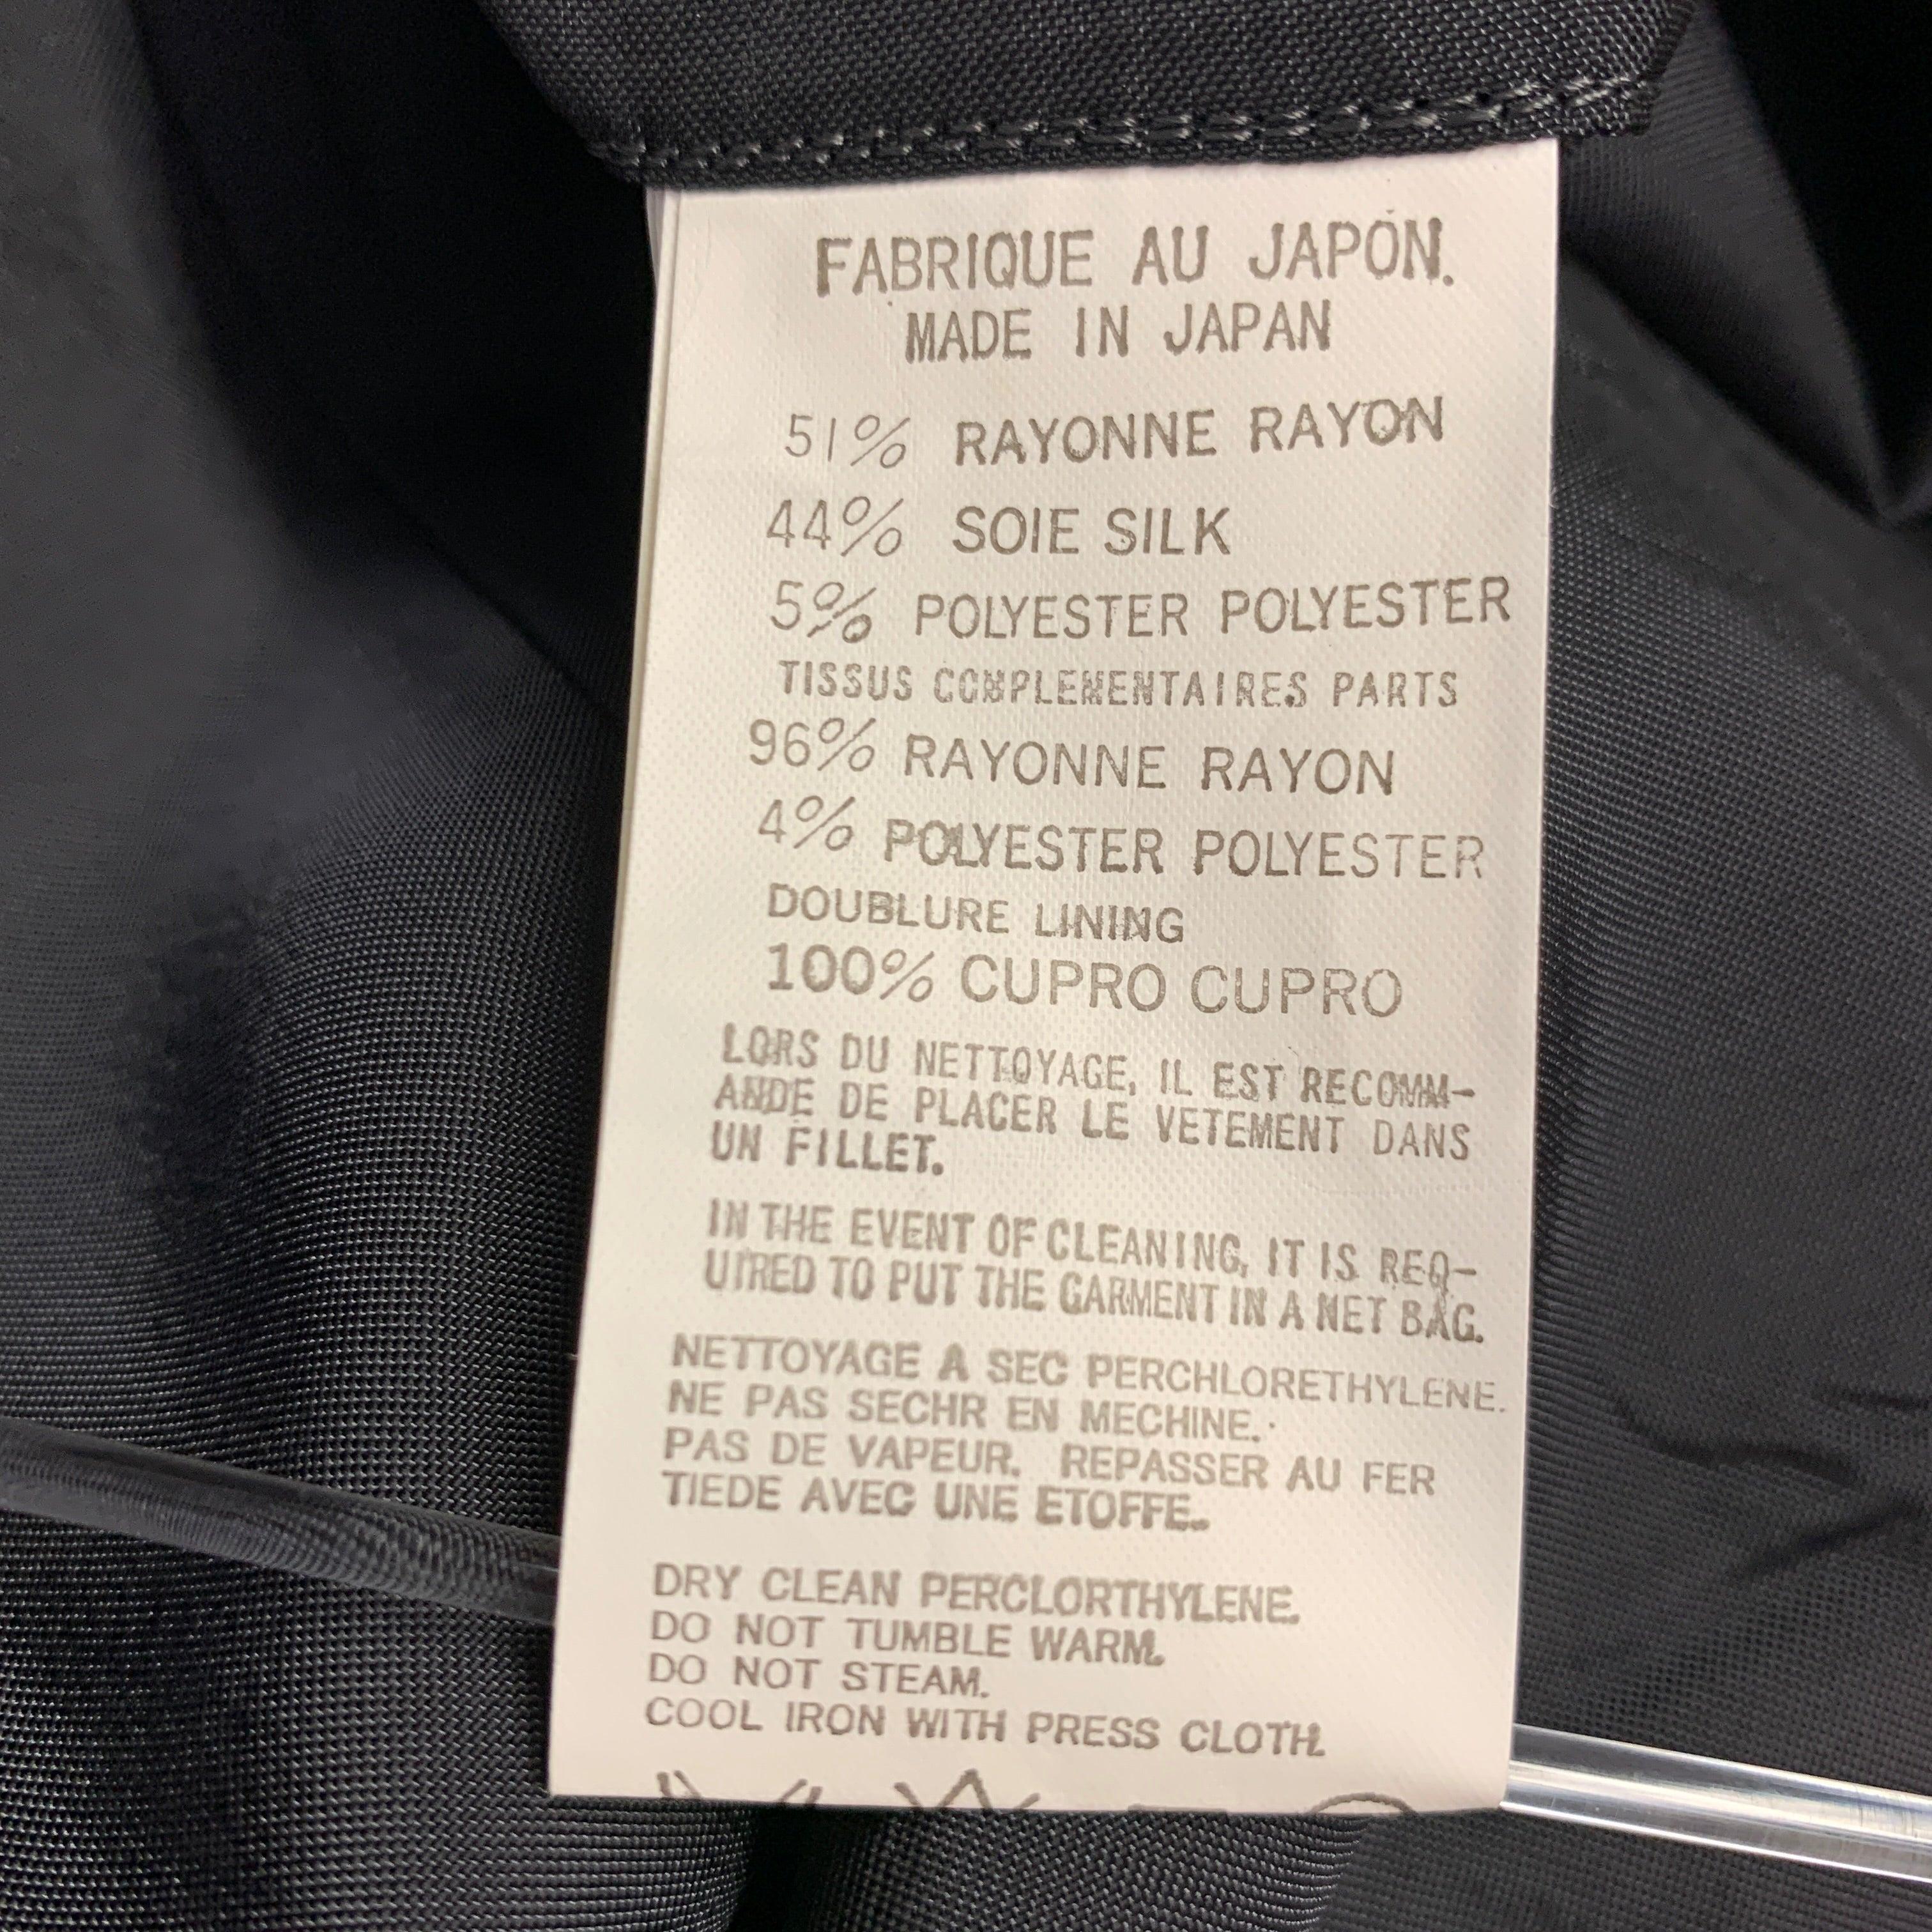 FABRIQUE AU JAPON.
MADE IN JAPAN
51% RAYONNE RAYON
44% SOIE SILK
5% POLYESTER POLYESTER
TISSUS COMPLEMENTAIRES PARTS
96% RAYONNE RAYON
4% POLYESTER POLYESTER
DOUBLURE LINING
100% CUPRO CUPRO
LORS DU NETTOYAGE, IL EST RECOMM-
ANDE DE PLACER LE VETEMENT DANS
UN FILLET.
IN THE EVENT OF CLEANING, IT IS REQ-
UIRED TO PUT THE GARMENT IN A NET BAG.
NETTOYAGE A SEC PERCHLORETHYLENE.
NE PAS SECHR EN MECHINE.
PAS DE VAPEUR. REPASSER AU FER
TIEDE AVEC UNE ETOFFE.
DRY CLEAN PERCLORTHYLENE.
DO NOT TUMBLE WARM.
DO NOT STEAM.
COOL IRON WITH PRESS CLOTH.